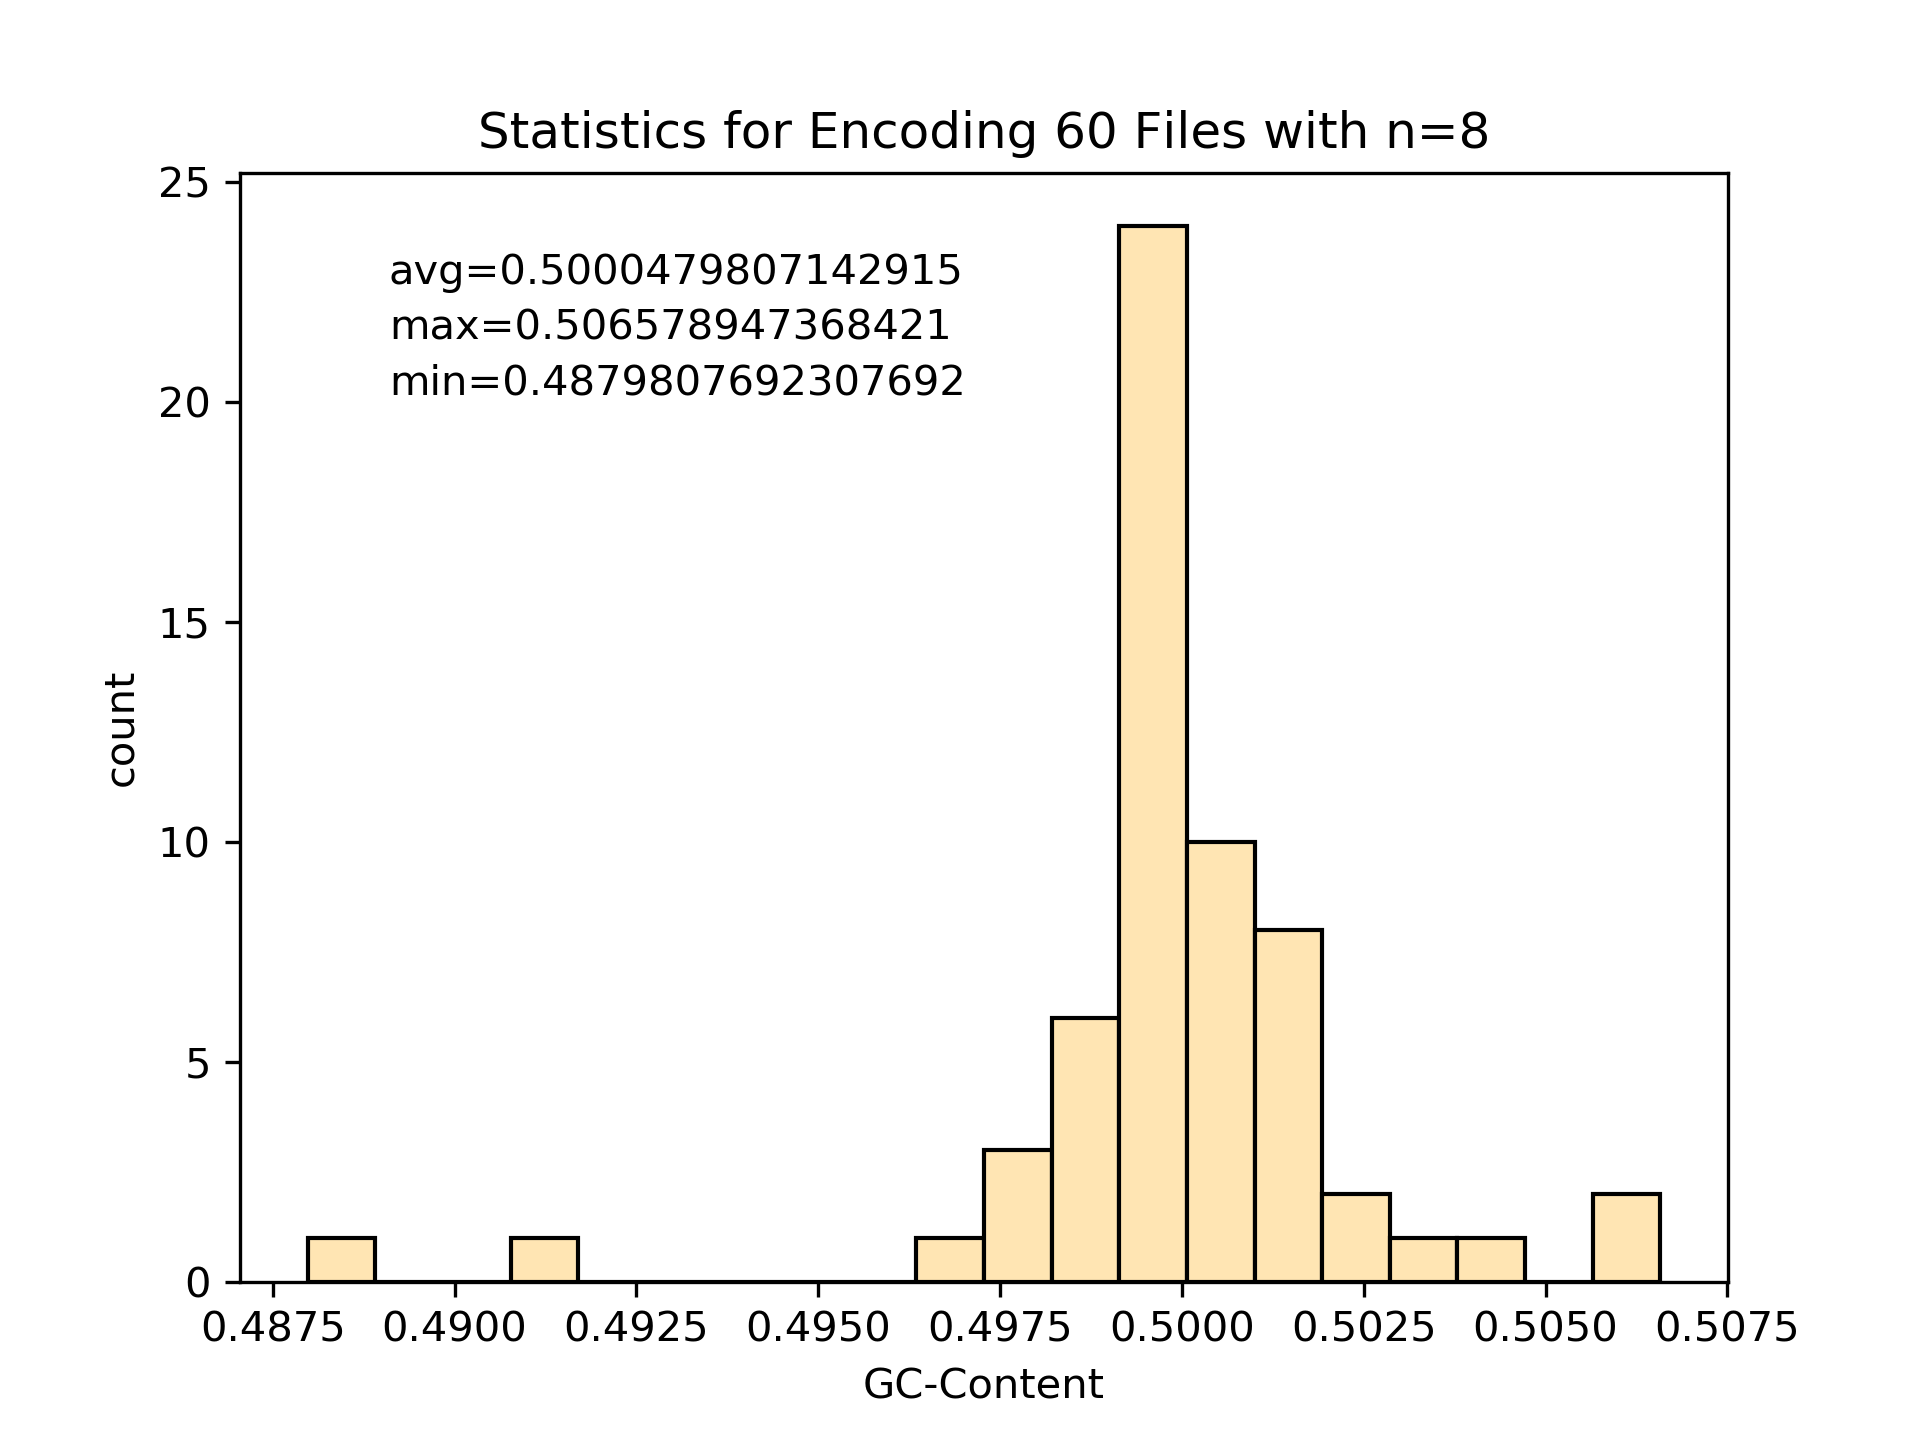 Statistics for Encoding 60 Files with n=8
25
20
15
10
5
0
avg=0.5000479807142915
max=0.506578947368421
min=0.4879807692307692
count
0.4875 0.4900 0.4925 0.4950 0.4975 0.5000 0.5025 0.5050 0.5075
GC-Content